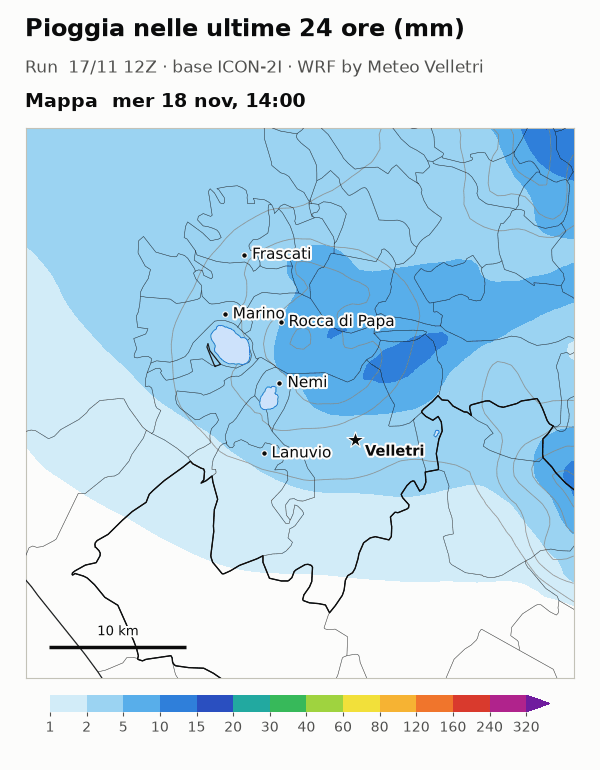 Pioggia nelle ultime 24 ore (mm)
Run 17/11 12Z · base ICON-2I · WRF by Meteo Velletri
Mappa mer 18 nov, 14:00
Frascati
Marino
Rocca di Papa
Nemi
Velletri
Lanuvio
10 km
1 2 5 10 15 20 30 40 60 80 120 160 240 320